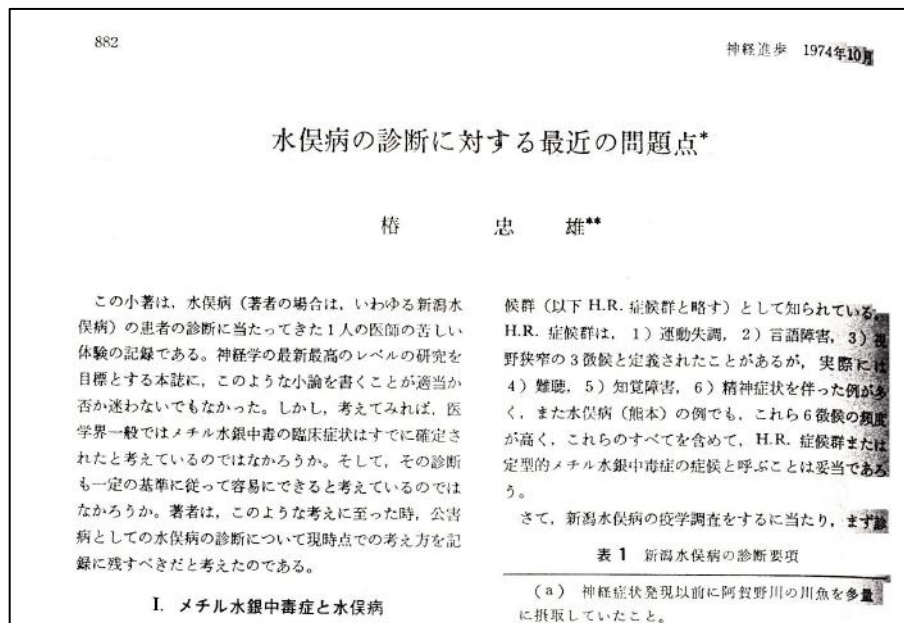 882
神経進歩 1974年10月
水俣病の診断に対する最近の問題点*
椿 忠 雄**
この小著は,水俣病(著者の場合は,いわゆる新潟水
俣病)の患者の診断に当たってきた1人の医師の苦しい
体験の記録である。神経学の最新最高のレベルの研究を
目標とする本誌に,このような小論を書くことが適当か
否か迷わないでもなかった。しかし,考えてみれば,医
学界一般ではメチル水銀中毒の臨床症状はすでに確定さ
れたと考えているのではなかろうか。そして,その診断
も一定の基準に従って容易にできると考えているのでは
なかろうか。著者は,このような考えに至った時,公害
病としての水俣病の診断について現時点での考え方を記
録に残すべきだと考えたのである。
I. メチル水銀中毒症と水俣病
候群(以下 H.R. 症候群と略す)として知られている。
H.R. 症候群は,1)運動失調,2)言語障害,3)視
野狭窄の3徴候と定義されたことがあるが,実際には
4)難聴,5)知覚障害,6)精神症状を伴った例が多
く,また水俣病(熊本)の例でも,これら6徴候の頻度
が高く,これらのすべてを含めて,H.R. 症候群または
定型的メチル水銀中毒症の症候と呼ぶことは妥当であろ
う。
さて,新潟水俣病の疫学調査をするに当たり,まず診
表 1 新潟水俣病の診断要項
(a) 神経症状発現以前に阿賀野川の川魚を多量
に摂取していたこと。